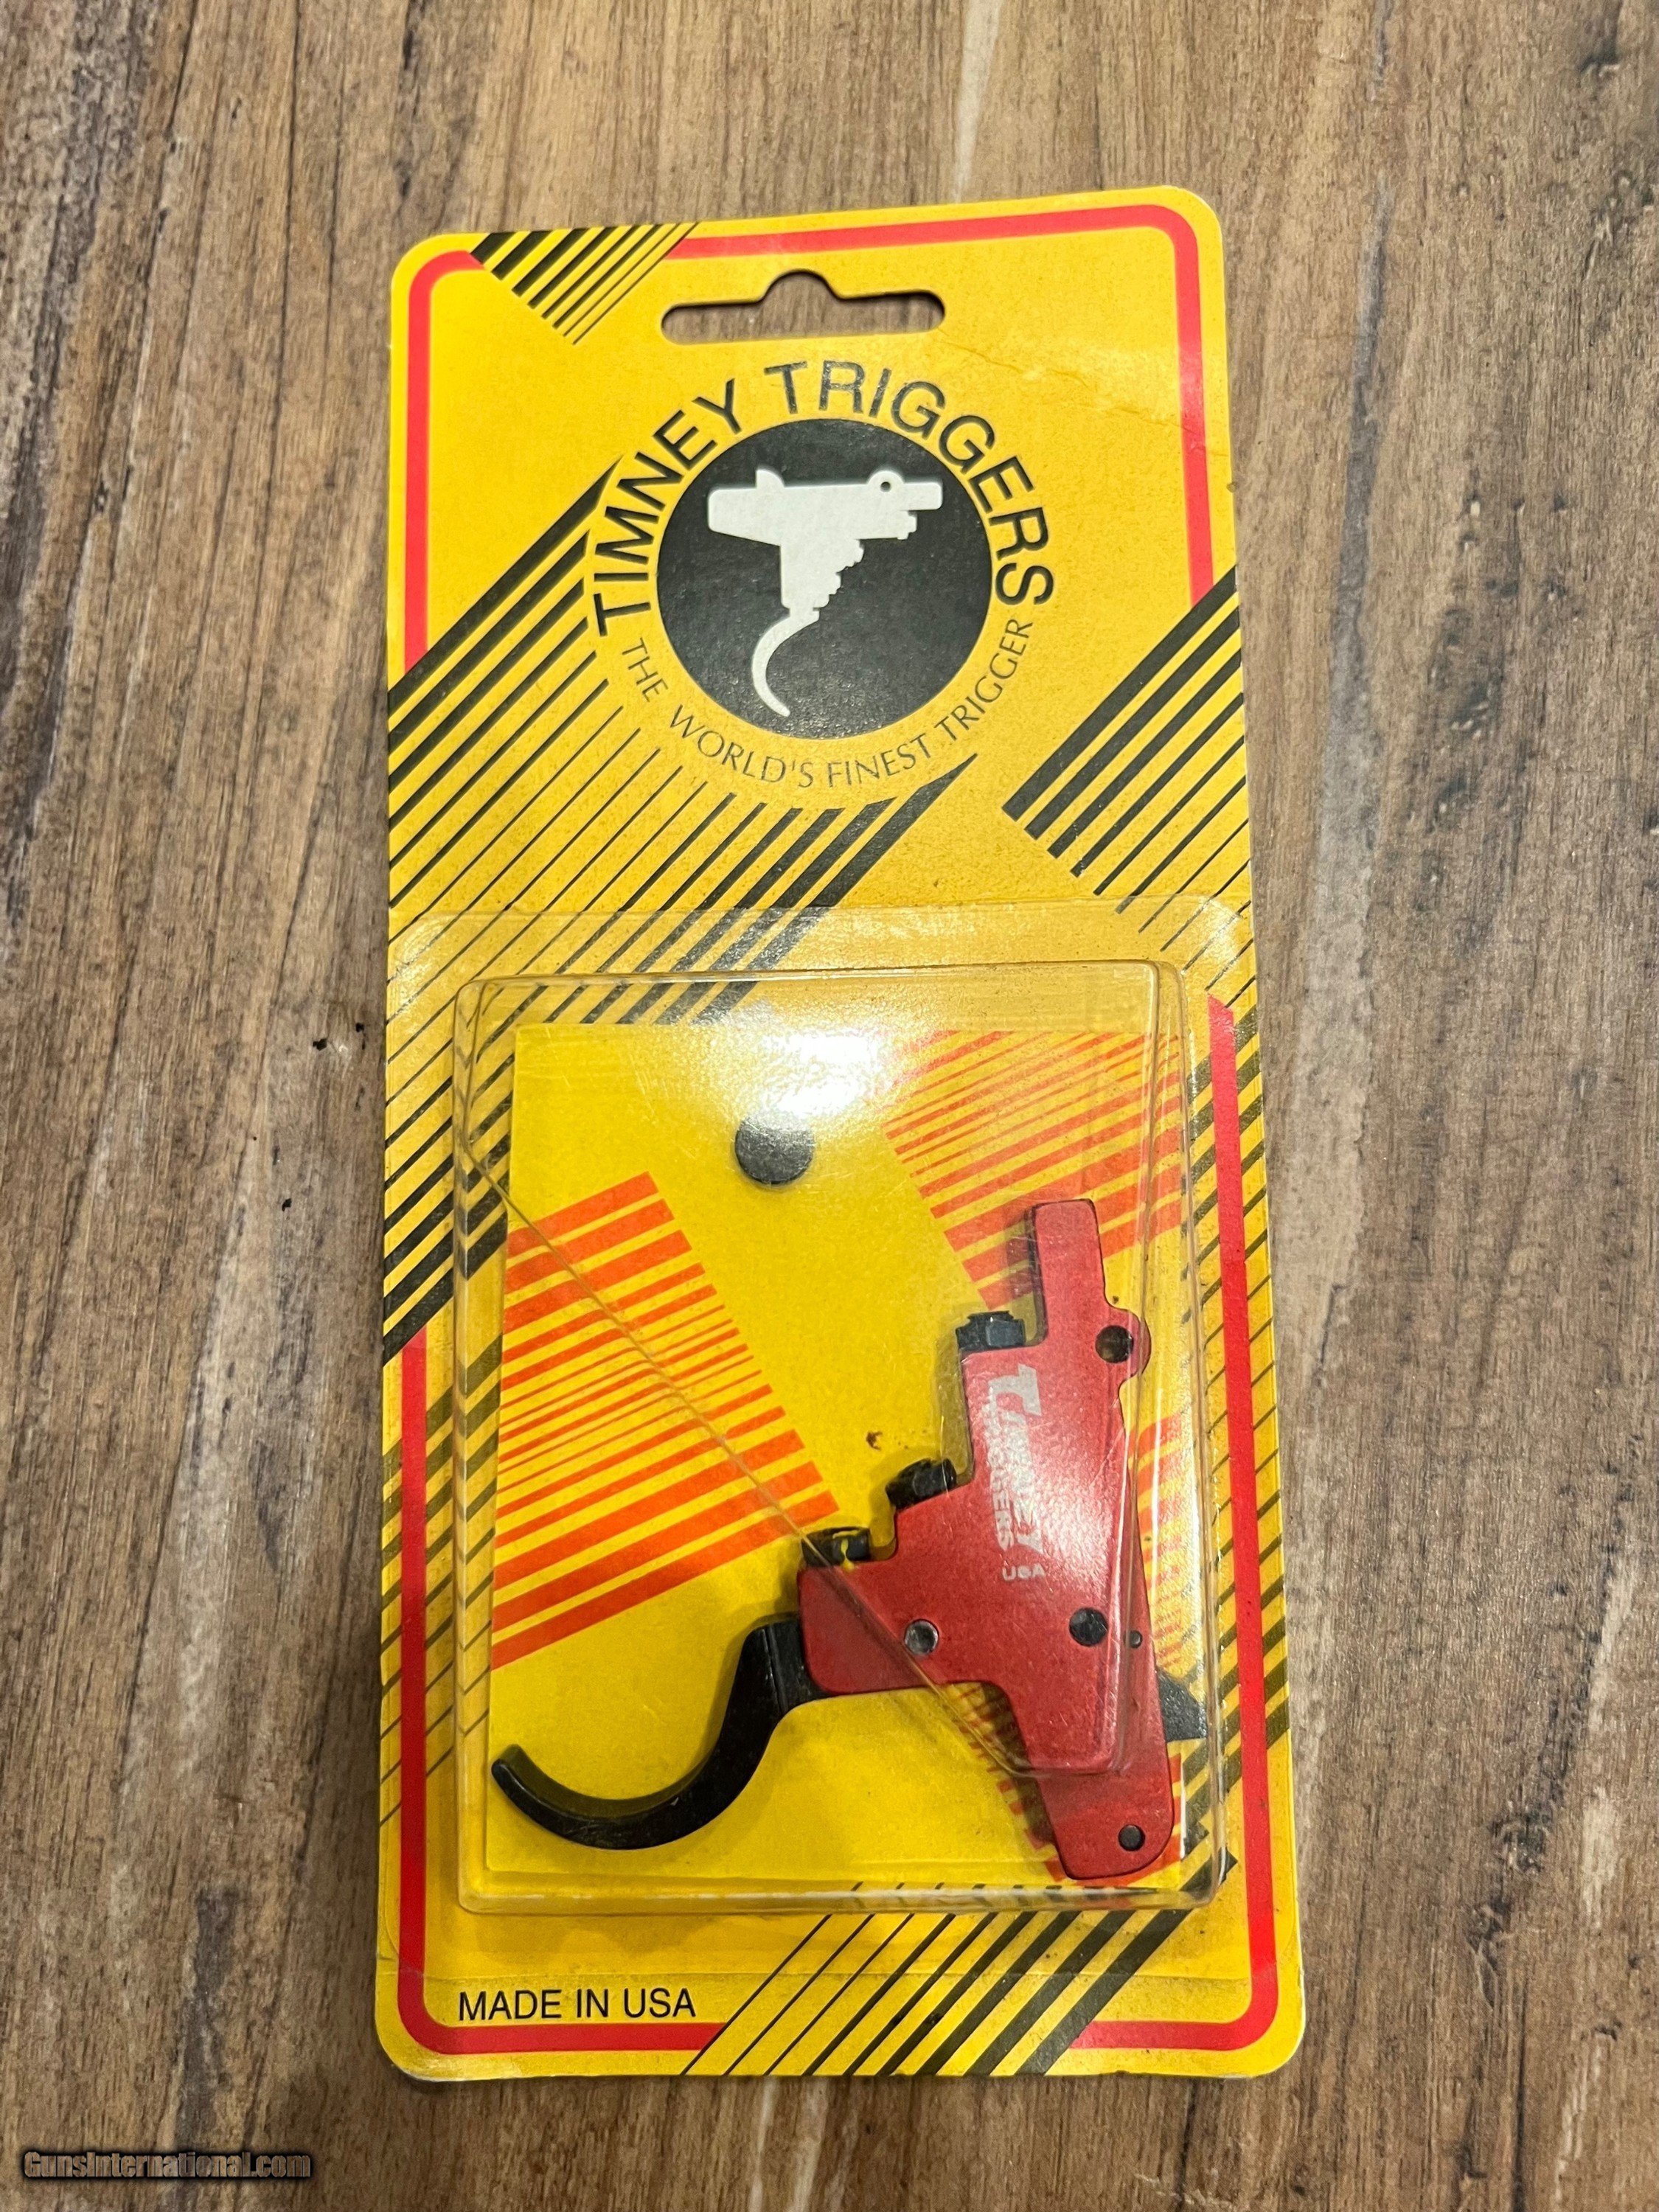 TIMNEY TRIGGERS
THE WORLD'S FINEST TRIGGER
TIMNEY
TRIGGERS
USA
MADE IN USA
GunsInternational.com